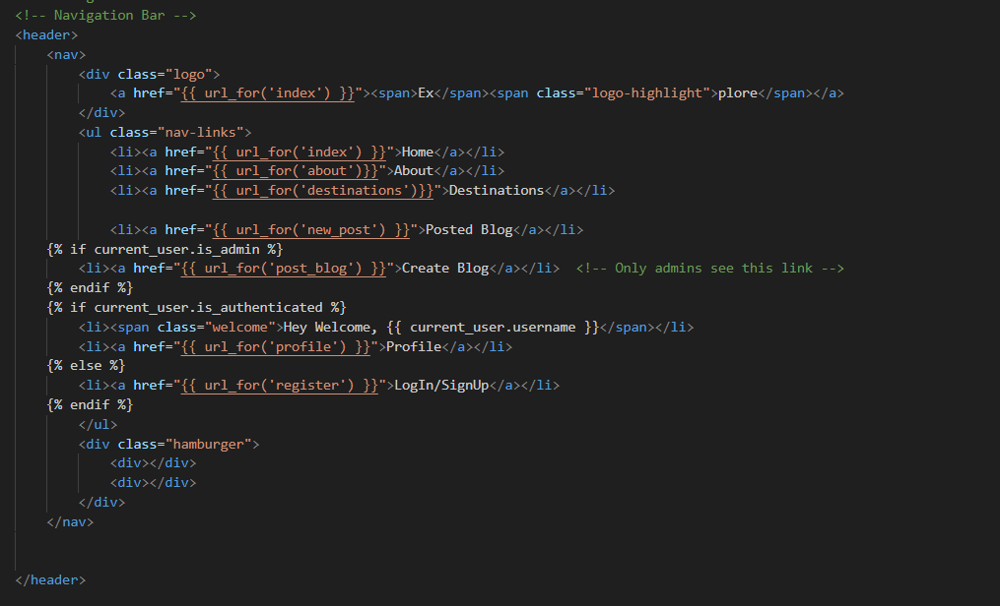 <!-- Navigation Bar -->
<header>
<nav>
<div class="logo">
<a href="{{ url_for('index') }}"><span>Ex</span><span class="logo-highlight">plore</span></a>
</div>
<ul class="nav-links">
<li><a href="{{ url_for('index') }}">Home</a></li>
<li><a href="{{ url_for('about')}}">About</a></li>
<li><a href="{{ url_for('destinations')}}">Destinations</a></li>
<li><a href="{{ url_for('new_post') }}">Posted Blog</a></li>
{% if current_user.is_admin %}
<li><a href="{{ url_for('post_blog') }}">Create Blog</a></li>  <!-- Only admins see this link -->
{% endif %}
{% if current_user.is_authenticated %}
<li><span class="welcome">Hey Welcome, {{ current_user.username }}</span></li>
<li><a href="{{ url_for('profile') }}">Profile</a></li>
{% else %}
<li><a href="{{ url_for('register') }}">LogIn/SignUp</a></li>
{% endif %}
</ul>
<div class="hamburger">
<div></div>
<div></div>
</div>
</nav>
</header>